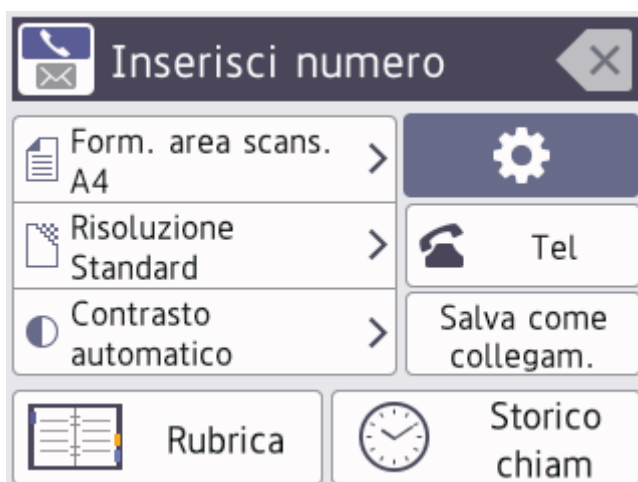 Inserisci numero
Form. area scans.
A4
Risoluzione
Standard
Contrasto
automatico
Tel
Salva come
collegam.
Rubrica
Storico
chiam